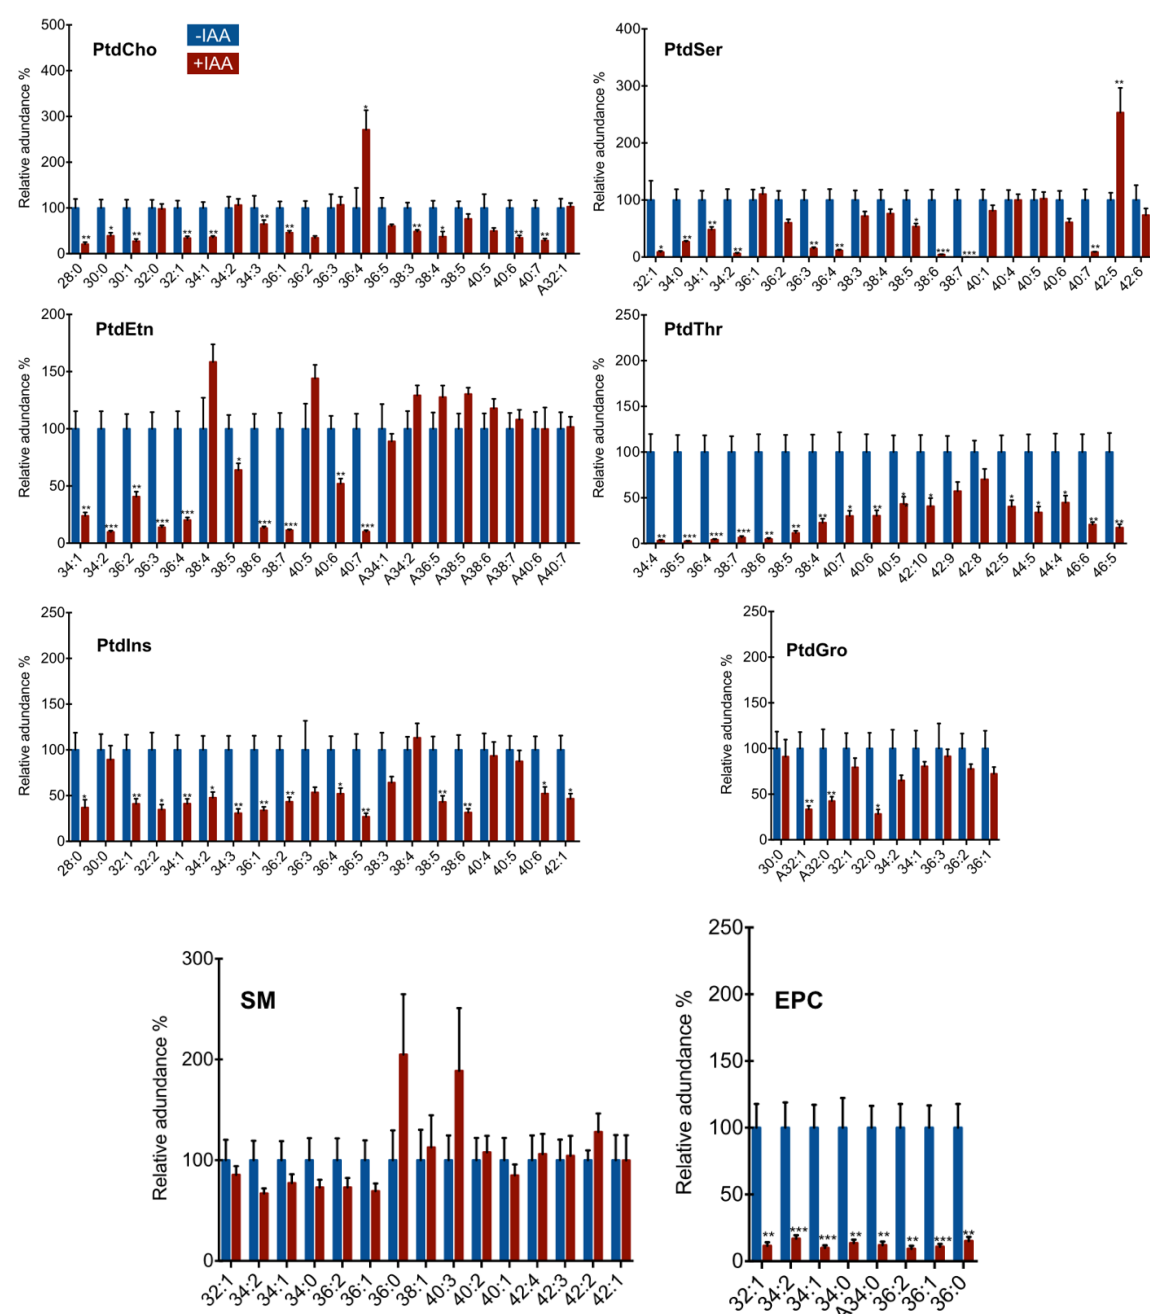 PtdCho
-IAA
+IAA
Relative adundance %
500
400
300
200
100
0
28:0 30:0 30:1 32:0 32:1 34:1 34:2 34:3 36:1 36:2 36:3 36:4 36:5 38:3 38:4 38:5 40:5 40:6 40:7 A32:1
** * ** ** ** ** ** * ** * ** **
PtdSer
Relative adundance %
400
300
200
100
0
32:1 34:0 34:1 34:2 36:1 36:2 36:3 36:4 38:3 38:4 38:5 38:6 38:7 40:1 40:4 40:5 40:6 40:7 42:5 42:6
* ** ** ** ** ** * *** *** ** **
PtdEtn
Relative adundance %
200
150
100
50
0
34:1 34:2 36:2 36:3 36:4 38:4 38:5 38:6 38:7 40:5 40:6 40:7 A34:1 A34:2 A36:5 A38:5 A38:6 A38:7 A40:6 A40:7
** *** ** *** *** * *** *** ** ***
PtdThr
Relative adundance %
250
200
150
100
50
0
34:4 36:5 36:4 38:7 38:6 38:5 38:4 40:7 40:6 40:5 42:10 42:9 42:8 42:5 44:5 44:4 46:6 46:5
** *** *** *** ** ** ** * ** * * * * * ** **
PtdIns
Relative adundance %
250
200
150
100
50
0
28:0 30:0 32:1 32:2 34:1 34:2 34:3 36:1 36:2 36:3 36:4 36:5 38:3 38:4 38:5 38:6 40:4 40:5 40:6 42:1
* ** * ** * ** ** ** * ** ** ** * *
PtdGro
Relative adundance %
250
200
150
100
50
0
30:0 A32:1 A32:0 32:1 32:0 34:2 34:1 36:3 36:2 36:1
** ** *
SM
Relative adundance %
300
200
100
0
32:1 34:2 34:1 34:0 36:2 36:1 36:0 38:1 40:3 40:2 40:1 42:4 42:3 42:2 42:1
EPC
Relative adundance %
250
200
150
100
50
0
32:1 34:2 34:1 34:0 A34:0 36:2 36:1 36:0
** *** *** ** ** ** *** **